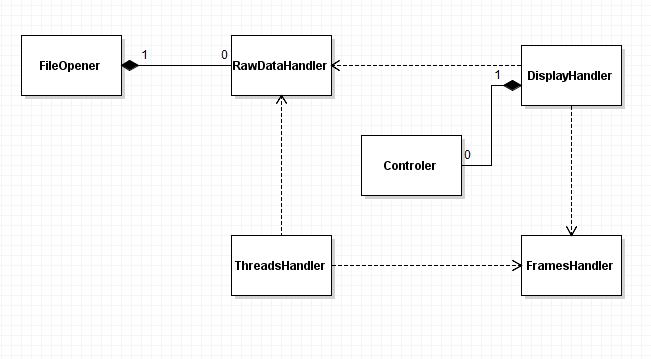 FileOpener
1
0
RawDataHandler
DisplayHandler
1
0
Controler
ThreadsHandler
FramesHandler